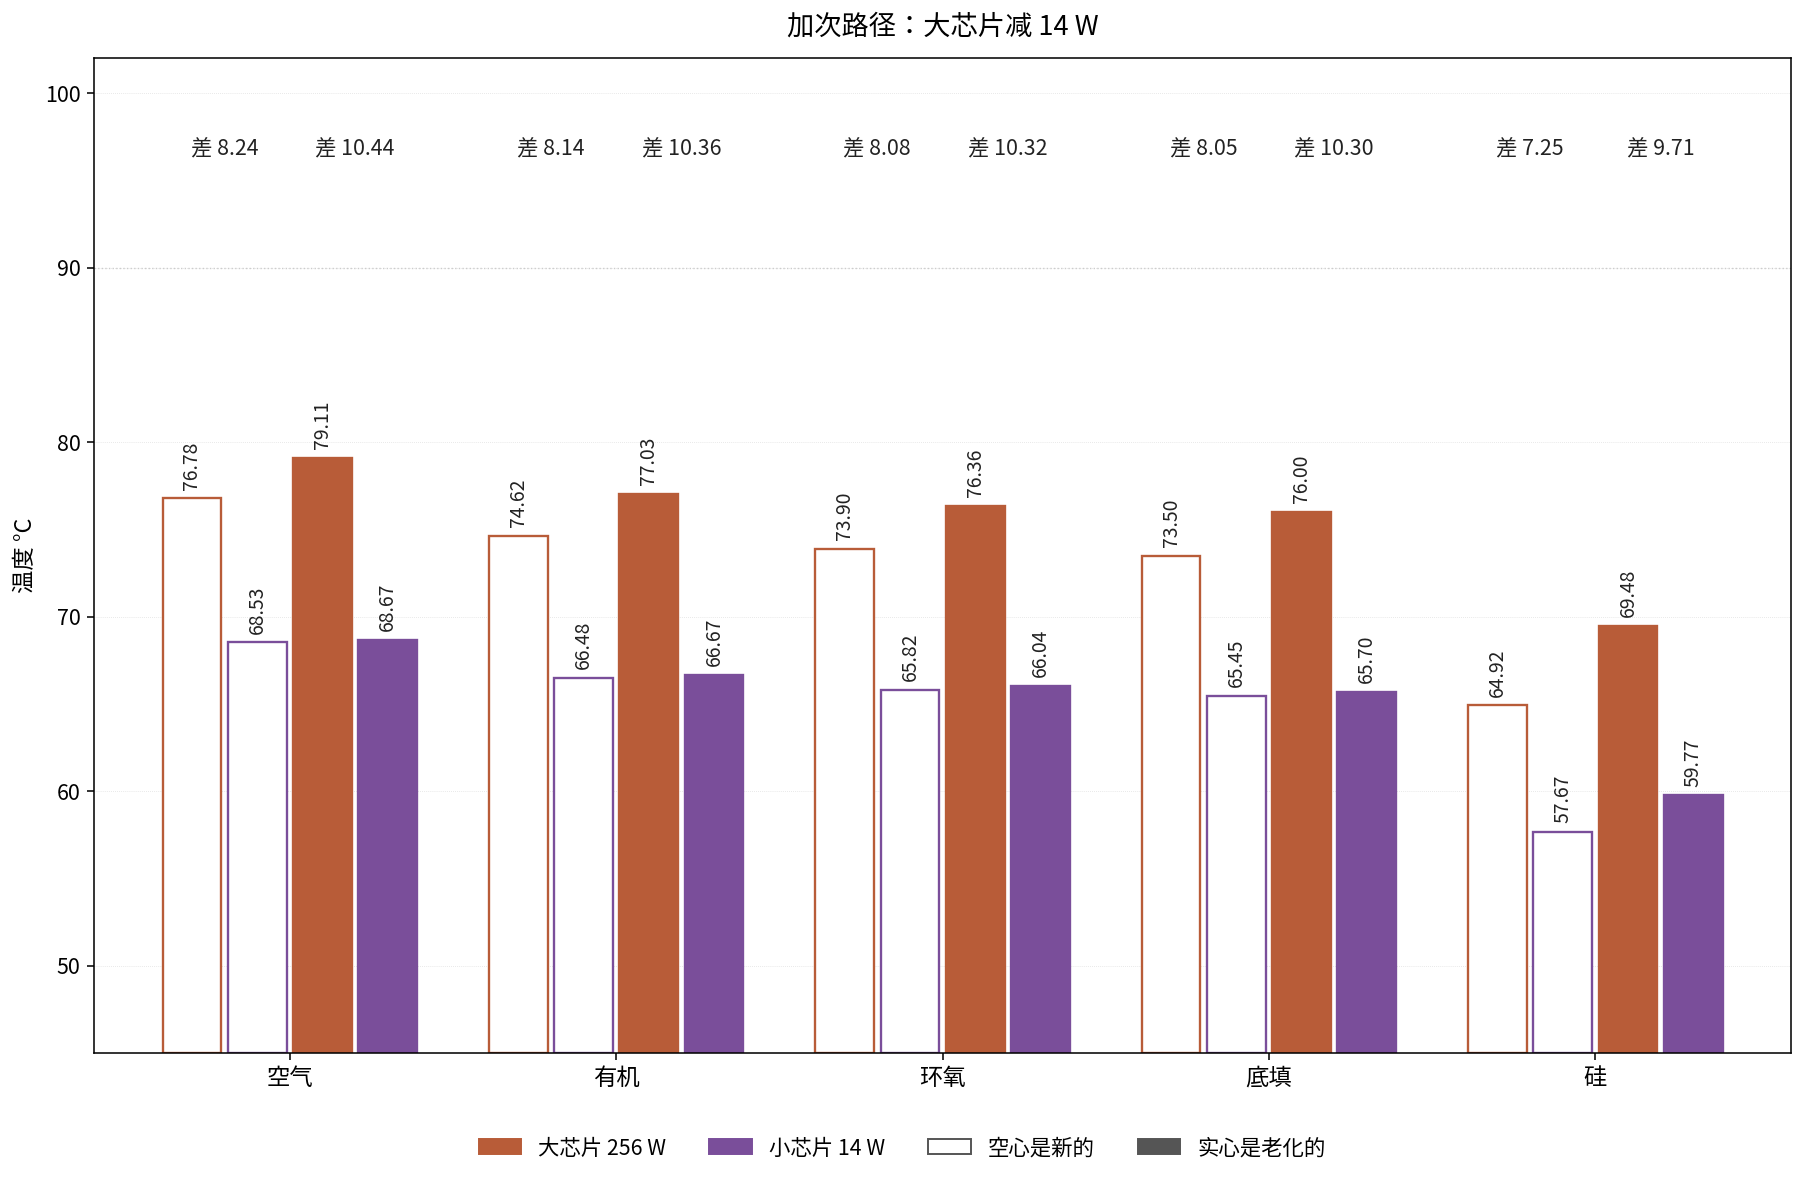 加次路径：大芯片减 14 W
温度 °C
100
90
80
70
60
50
差 8.24
差 10.44
差 8.14
差 10.36
差 8.08
差 10.32
差 8.05
差 10.30
差 7.25
差 9.71
76.78
68.53
79.11
68.67
74.62
66.48
77.03
66.67
73.90
65.82
76.36
66.04
73.50
65.45
76.00
65.70
64.92
57.67
69.48
59.77
空气
有机
环氧
底填
硅
大芯片 256 W
小芯片 14 W
空心是新的
实心是老化的